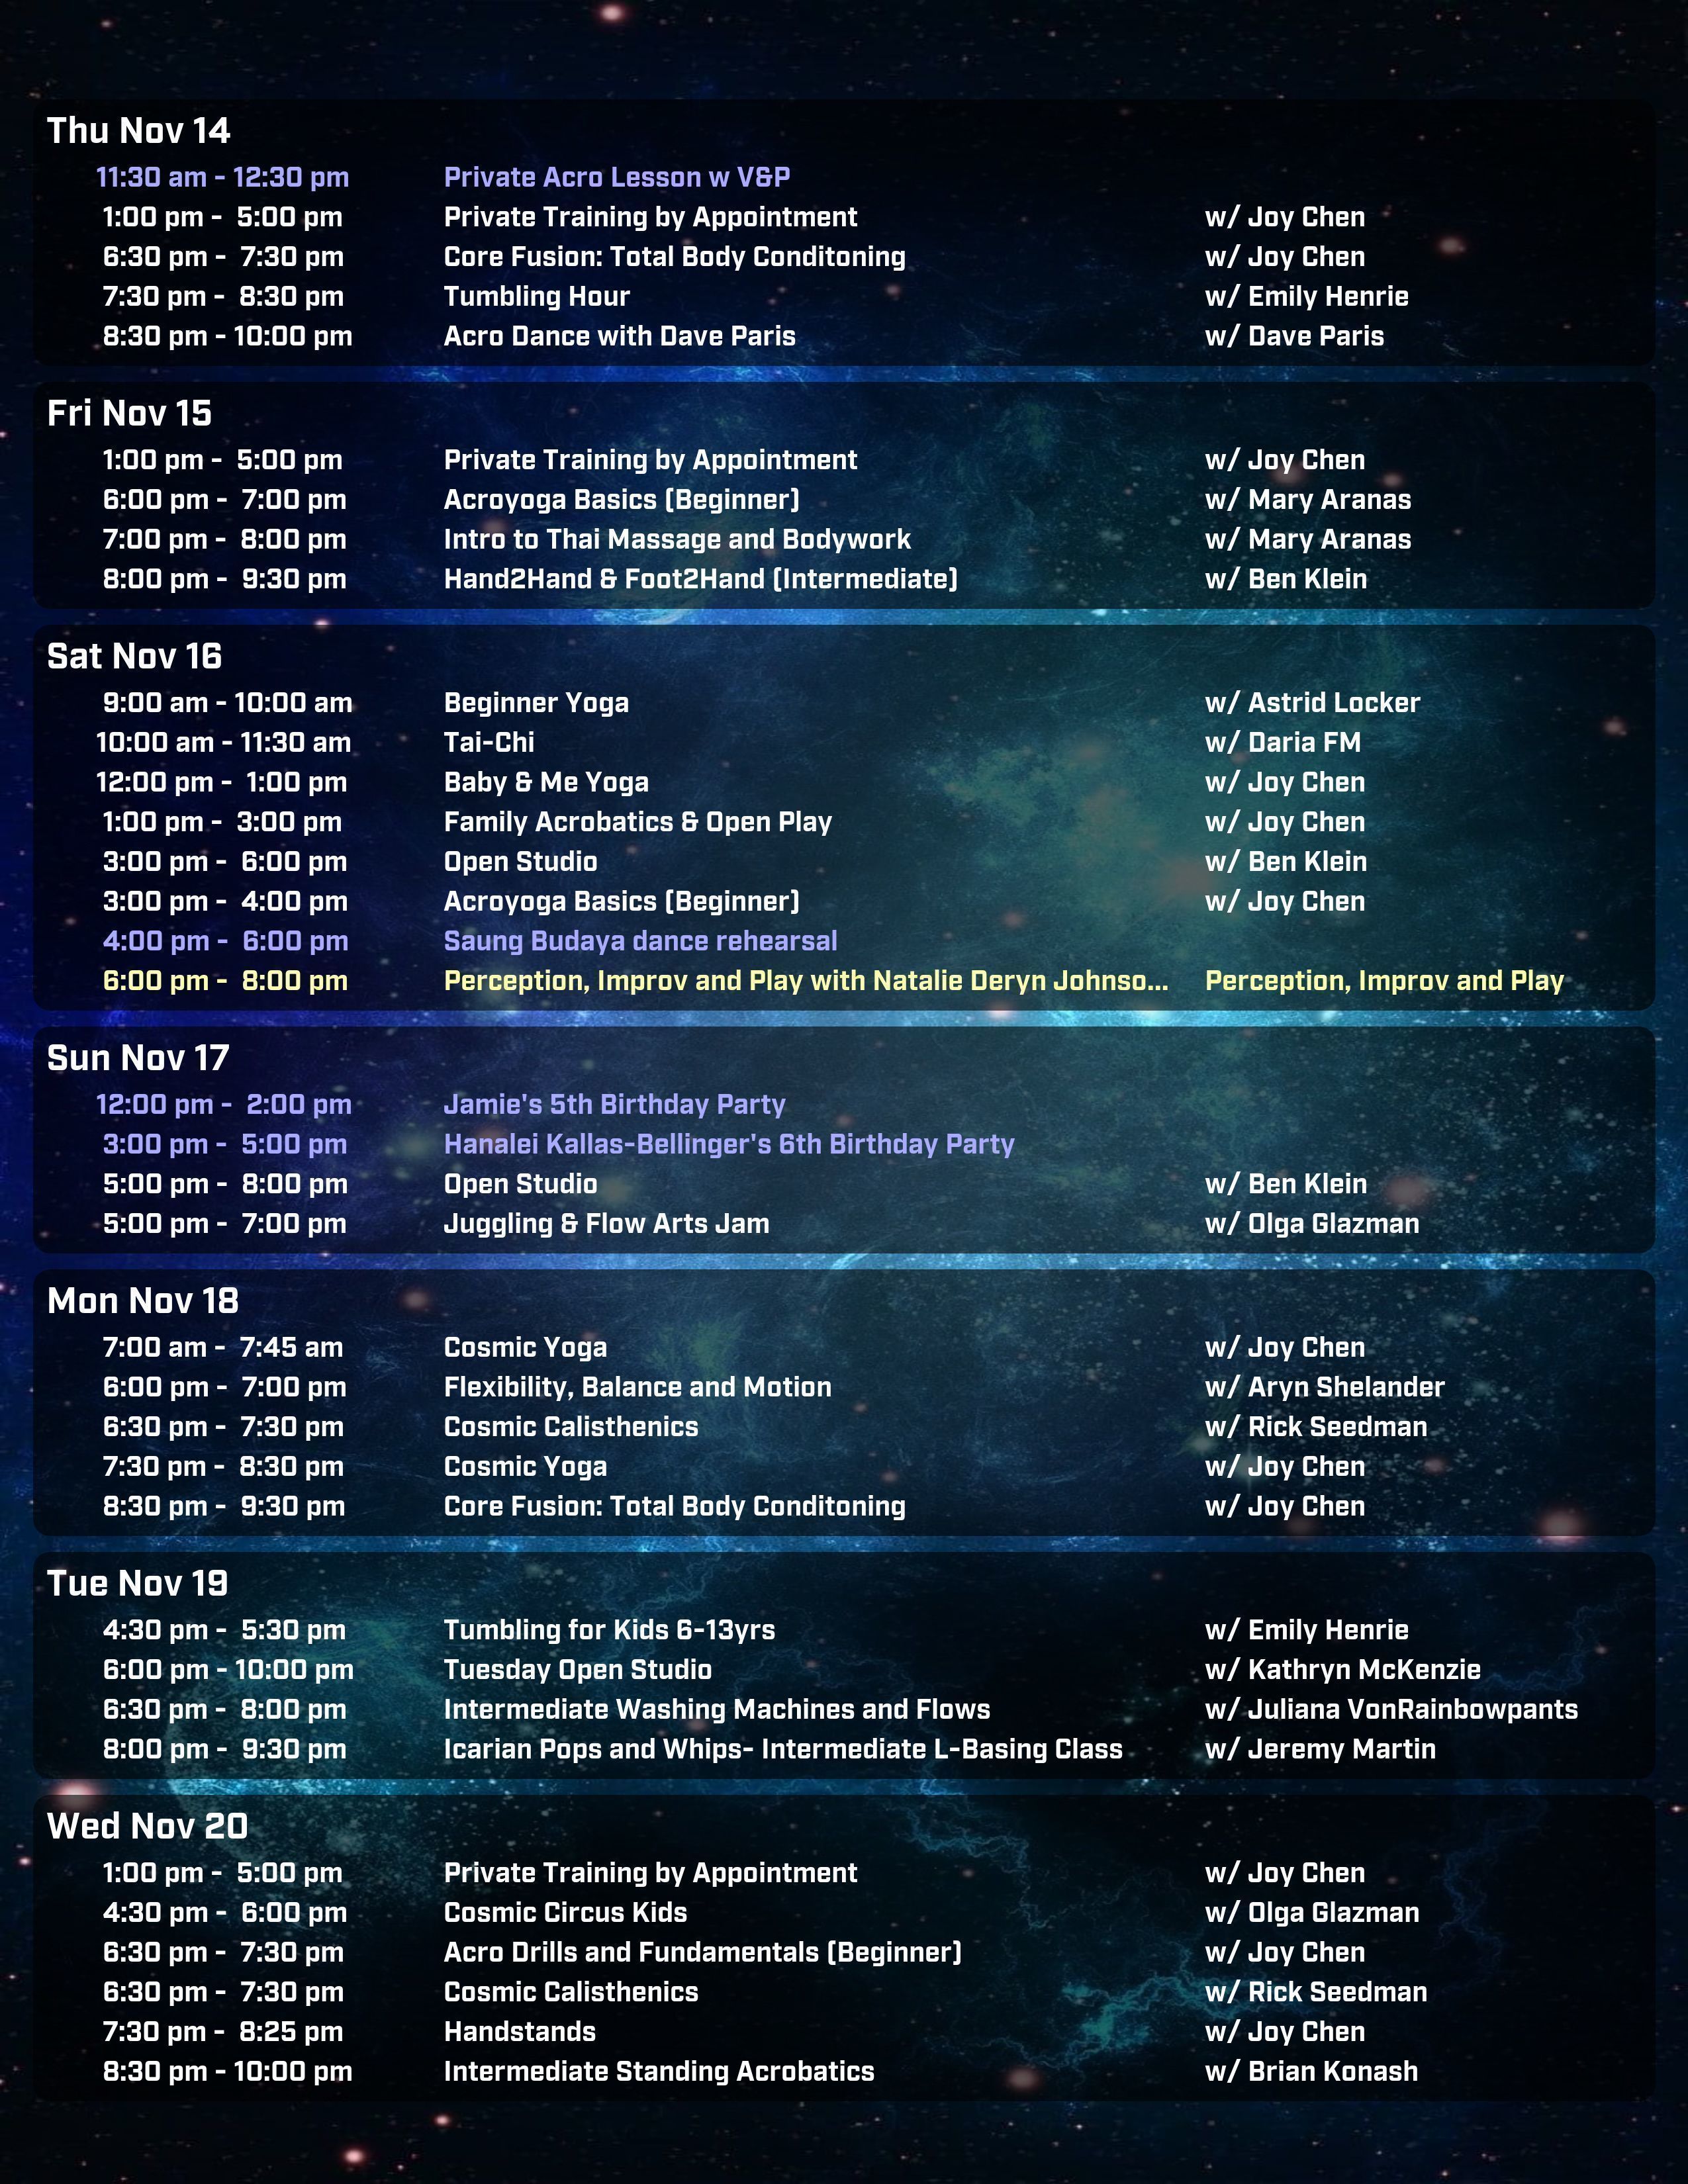 Thu Nov 14
11:30 am - 12:30 pm Private Acro Lesson w V&P
1:00 pm - 5:00 pm Private Training by Appointment w/ Joy Chen
6:30 pm - 7:30 pm Core Fusion: Total Body Conditoning w/ Joy Chen
7:30 pm - 8:30 pm Tumbling Hour w/ Emily Henrie
8:30 pm - 10:00 pm Acro Dance with Dave Paris w/ Dave Paris
Fri Nov 15
1:00 pm - 5:00 pm Private Training by Appointment w/ Joy Chen
6:00 pm - 7:00 pm Acroyoga Basics (Beginner) w/ Mary Aranas
7:00 pm - 8:00 pm Intro to Thai Massage and Bodywork w/ Mary Aranas
8:00 pm - 9:30 pm Hand2Hand & Foot2Hand (Intermediate) w/ Ben Klein
Sat Nov 16
9:00 am - 10:00 am Beginner Yoga w/ Astrid Locker
10:00 am - 11:30 am Tai-Chi w/ Daria FM
12:00 pm - 1:00 pm Baby & Me Yoga w/ Joy Chen
1:00 pm - 3:00 pm Family Acrobatics & Open Play w/ Joy Chen
3:00 pm - 6:00 pm Open Studio w/ Ben Klein
3:00 pm - 4:00 pm Acroyoga Basics (Beginner) w/ Joy Chen
4:00 pm - 6:00 pm Saung Budaya dance rehearsal
6:00 pm - 8:00 pm Perception, Improv and Play with Natalie Deryn Johnso... Perception, Improv and Play
Sun Nov 17
12:00 pm - 2:00 pm Jamie's 5th Birthday Party
3:00 pm - 5:00 pm Hanalei Kallas-Bellinger's 6th Birthday Party
5:00 pm - 8:00 pm Open Studio w/ Ben Klein
5:00 pm - 7:00 pm Juggling & Flow Arts Jam w/ Olga Glazman
Mon Nov 18
7:00 am - 7:45 am Cosmic Yoga w/ Joy Chen
6:00 pm - 7:00 pm Flexibility, Balance and Motion w/ Aryn Shelander
6:30 pm - 7:30 pm Cosmic Calisthenics w/ Rick Seedman
7:30 pm - 8:30 pm Cosmic Yoga w/ Joy Chen
8:30 pm - 9:30 pm Core Fusion: Total Body Conditoning w/ Joy Chen
Tue Nov 19
4:30 pm - 5:30 pm Tumbling for Kids 6-13yrs w/ Emily Henrie
6:00 pm - 10:00 pm Tuesday Open Studio w/ Kathryn McKenzie
6:30 pm - 8:00 pm Intermediate Washing Machines and Flows w/ Juliana VonRainbowpants
8:00 pm - 9:30 pm Icarian Pops and Whips- Intermediate L-Basing Class w/ Jeremy Martin
Wed Nov 20
1:00 pm - 5:00 pm Private Training by Appointment w/ Joy Chen
4:30 pm - 6:00 pm Cosmic Circus Kids w/ Olga Glazman
6:30 pm - 7:30 pm Acro Drills and Fundamentals (Beginner) w/ Joy Chen
6:30 pm - 7:30 pm Cosmic Calisthenics w/ Rick Seedman
7:30 pm - 8:25 pm Handstands w/ Joy Chen
8:30 pm - 10:00 pm Intermediate Standing Acrobatics w/ Brian Konash